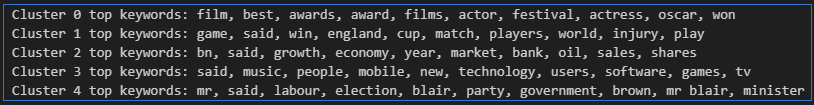 Cluster 0 top keywords: film, best, awards, award, films, actor, festival, actress, oscar, won
Cluster 1 top keywords: game, said, win, england, cup, match, players, world, injury, play
Cluster 2 top keywords: bn, said, growth, economy, year, market, bank, oil, sales, shares
Cluster 3 top keywords: said, music, people, mobile, new, technology, users, software, games, tv
Cluster 4 top keywords: mr, said, labour, election, blair, party, government, brown, mr blair, minister